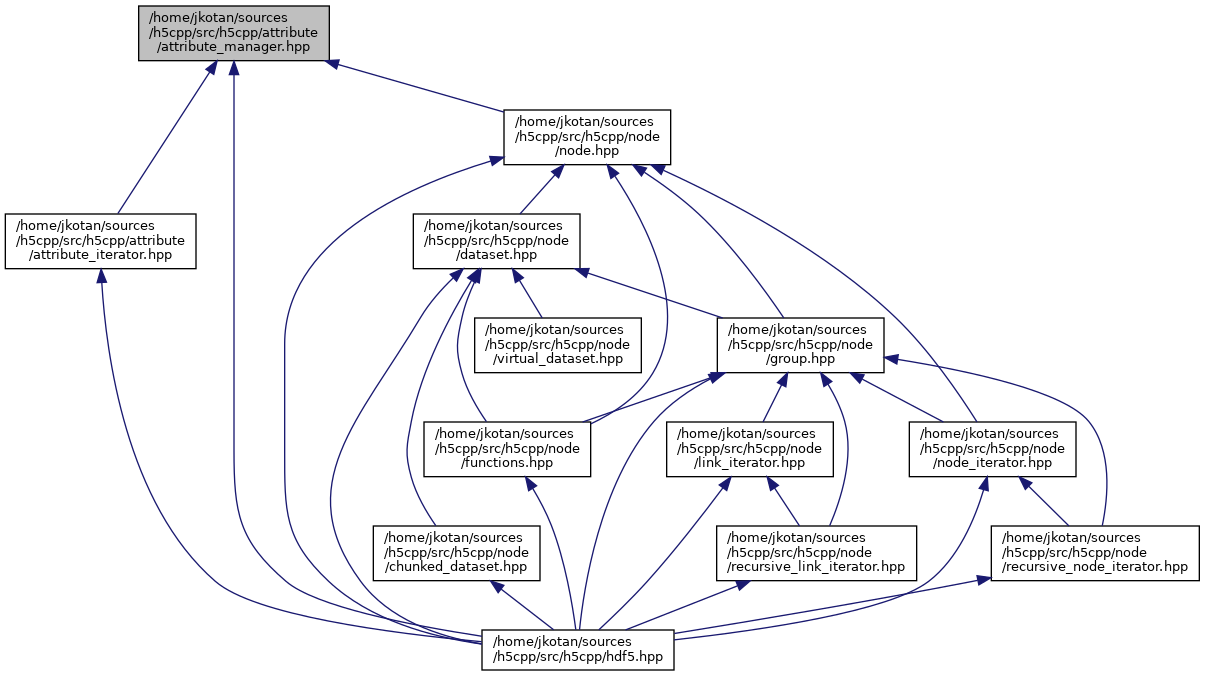 /home/jkotan/sources
/h5cpp/src/h5cpp/attribute
/attribute_manager.hpp
/home/jkotan/sources
/h5cpp/src/h5cpp/node
/node.hpp
/home/jkotan/sources
/h5cpp/src/h5cpp/attribute
/attribute_iterator.hpp
/home/jkotan/sources
/h5cpp/src/h5cpp/node
/dataset.hpp
/home/jkotan/sources
/h5cpp/src/h5cpp/node
/virtual_dataset.hpp
/home/jkotan/sources
/h5cpp/src/h5cpp/node
/group.hpp
/home/jkotan/sources
/h5cpp/src/h5cpp/node
/functions.hpp
/home/jkotan/sources
/h5cpp/src/h5cpp/node
/link_iterator.hpp
/home/jkotan/sources
/h5cpp/src/h5cpp/node
/node_iterator.hpp
/home/jkotan/sources
/h5cpp/src/h5cpp/node
/chunked_dataset.hpp
/home/jkotan/sources
/h5cpp/src/h5cpp/node
/recursive_link_iterator.hpp
/home/jkotan/sources
/h5cpp/src/h5cpp/node
/recursive_node_iterator.hpp
/home/jkotan/sources
/h5cpp/src/h5cpp/hdf5.hpp